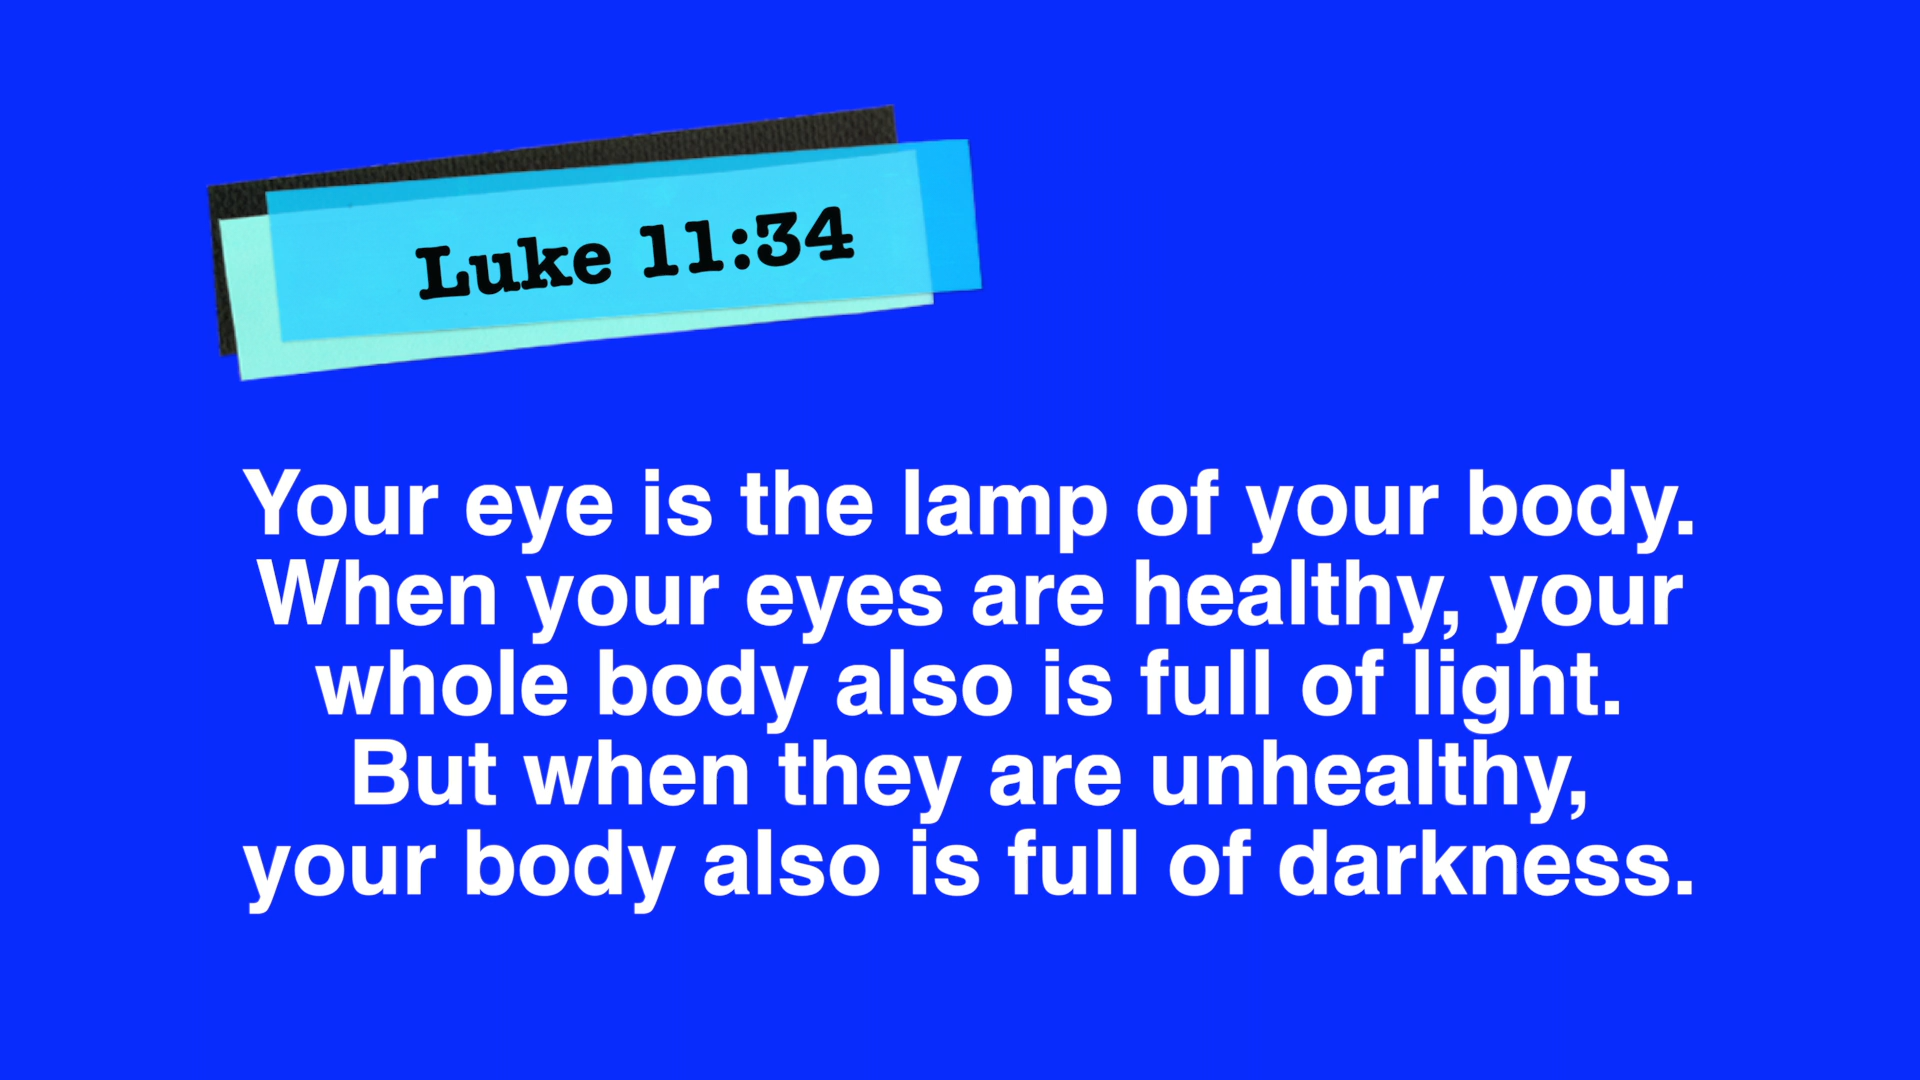 Luke 11:34
Your eye is the lamp of your body.
When your eyes are healthy, your
whole body also is full of light.
But when they are unhealthy,
your body also is full of darkness.